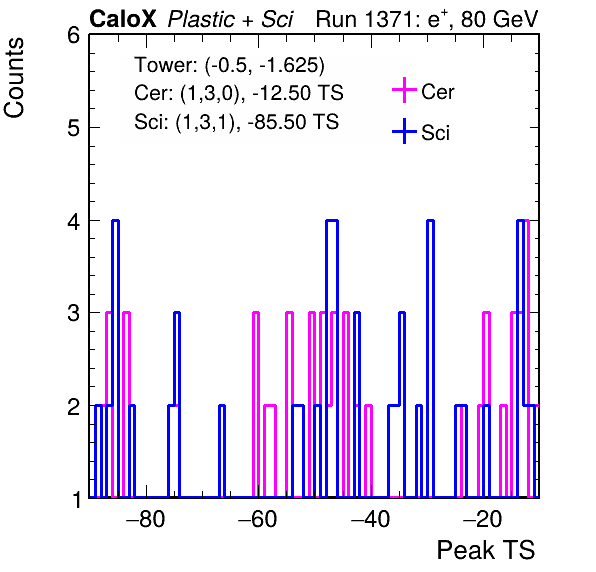 CaloX Plastic + Sci Run 1371: e+, 80 GeV
Tower: (-0.5, -1.625)
Cer: (1,3,0), -12.50 TS
Sci: (1,3,1), -85.50 TS
Cer
Sci
Counts
6
5
4
3
2
1
−80 −60 −40 −20
Peak TS